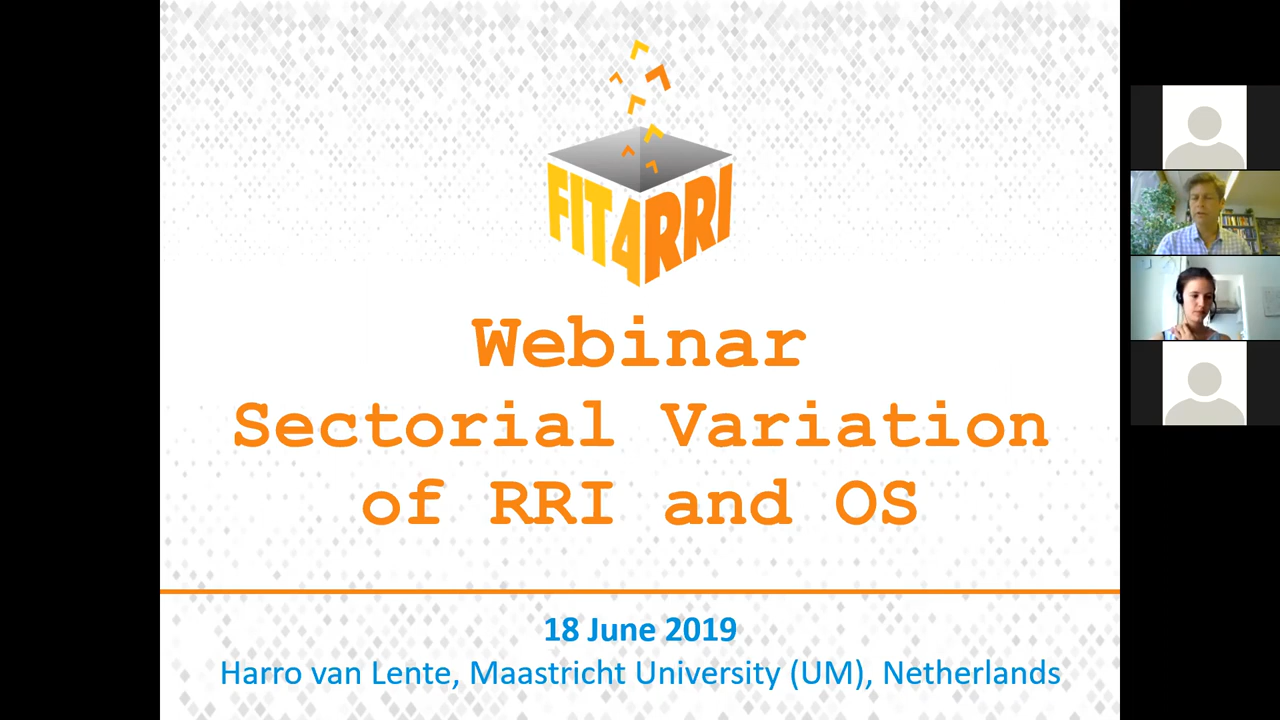 FIT4RRI
Webinar
Sectorial Variation
of RRI and OS
18 June 2019
Harro van Lente, Maastricht University (UM), Netherlands